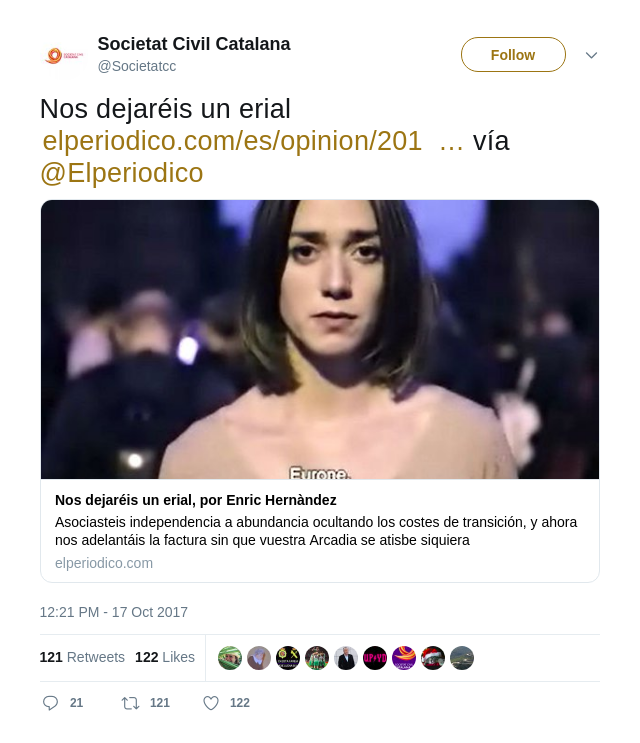 Societat Civil Catalana
@Societatcc
Follow
Nos dejaréis un erial
elperiodico.com/es/opinion/201 … vía
@Elperiodico
Europe,
Nos dejaréis un erial, por Enric Hernàndez
Asociasteis independencia a abundancia ocultando los costes de transición, y ahora
nos adelantáis la factura sin que vuestra Arcadia se atisbe siquiera
elperiodico.com
12:21 PM - 17 Oct 2017
121 Retweets 122 Likes
21 121 122